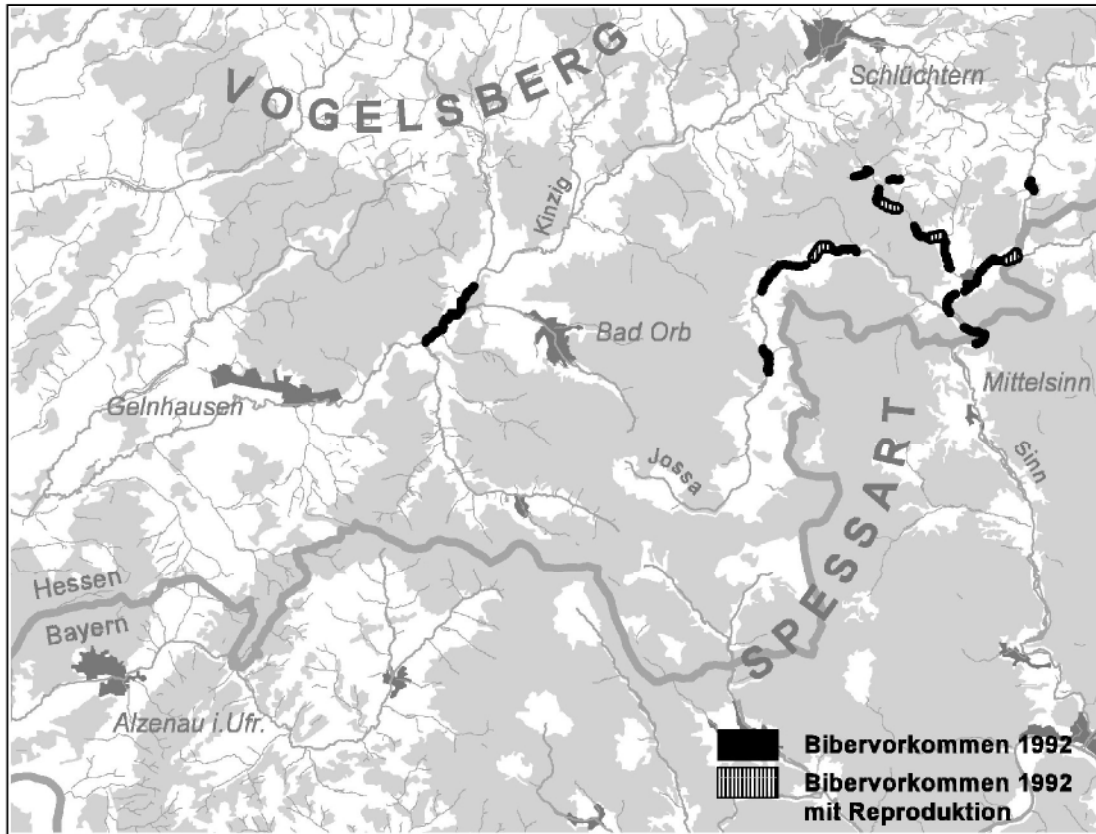 VOGELSBERG
Schlüchtern
Kinzig
Bad Orb
Gelnhausen
Mittelsinn
Jossa
Sinn
SPESSART
Hessen
Bayern
Alzenau i.Ufr.
Bibervorkommen 1992
Bibervorkommen 1992
mit Reproduktion